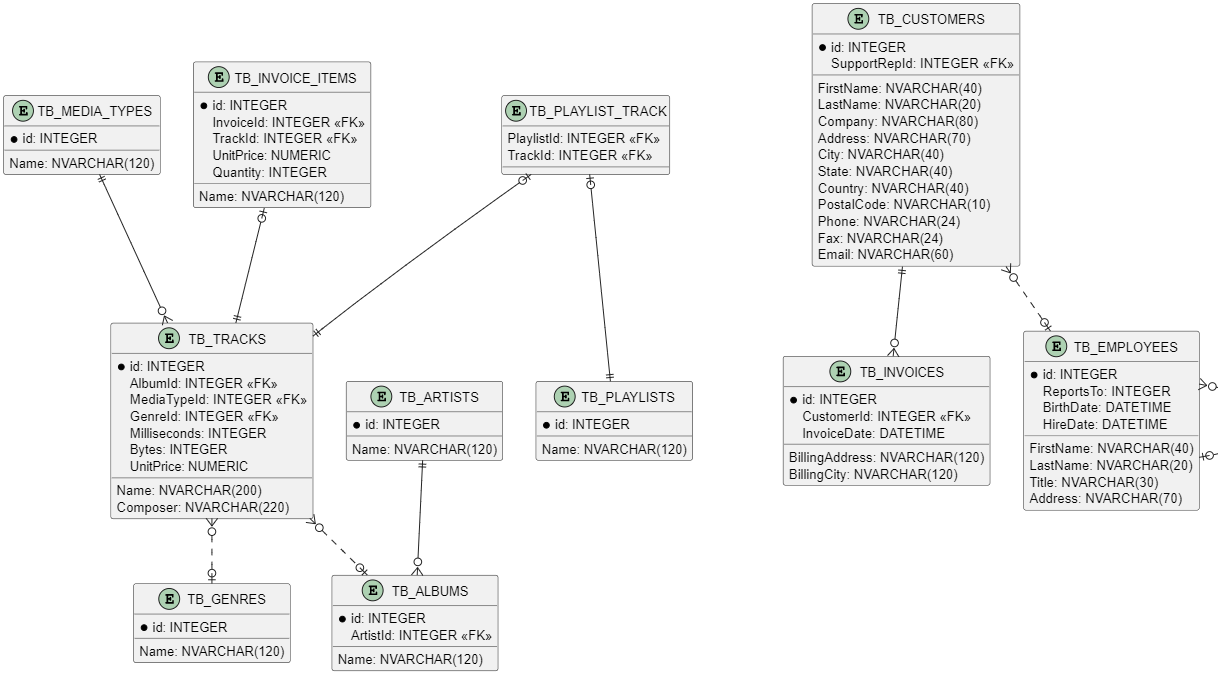 E TB_CUSTOMERS
id: INTEGER
SupportRepId: INTEGER «FK»
FirstName: NVARCHAR(40)
LastName: NVARCHAR(20)
Company: NVARCHAR(80)
Address: NVARCHAR(70)
City: NVARCHAR(40)
State: NVARCHAR(40)
Country: NVARCHAR(40)
PostalCode: NVARCHAR(10)
Phone: NVARCHAR(24)
Fax: NVARCHAR(24)
Email: NVARCHAR(60)
E TB_INVOICE_ITEMS
id: INTEGER
InvoiceId: INTEGER «FK»
TrackId: INTEGER «FK»
UnitPrice: NUMERIC
Quantity: INTEGER
Name: NVARCHAR(120)
E TB_MEDIA_TYPES
id: INTEGER
Name: NVARCHAR(120)
E TB_PLAYLIST_TRACK
PlaylistId: INTEGER «FK»
TrackId: INTEGER «FK»
E TB_TRACKS
id: INTEGER
AlbumId: INTEGER «FK»
MediaTypeId: INTEGER «FK»
GenreId: INTEGER «FK»
Milliseconds: INTEGER
Bytes: INTEGER
UnitPrice: NUMERIC
Name: NVARCHAR(200)
Composer: NVARCHAR(220)
E TB_ARTISTS
id: INTEGER
Name: NVARCHAR(120)
E TB_PLAYLISTS
id: INTEGER
Name: NVARCHAR(120)
E TB_INVOICES
id: INTEGER
CustomerId: INTEGER «FK»
InvoiceDate: DATETIME
BillingAddress: NVARCHAR(120)
BillingCity: NVARCHAR(120)
E TB_EMPLOYEES
id: INTEGER
ReportsTo: INTEGER
BirthDate: DATETIME
HireDate: DATETIME
FirstName: NVARCHAR(40)
LastName: NVARCHAR(20)
Title: NVARCHAR(30)
Address: NVARCHAR(70)
E TB_GENRES
id: INTEGER
Name: NVARCHAR(120)
E TB_ALBUMS
id: INTEGER
ArtistId: INTEGER «FK»
Name: NVARCHAR(120)